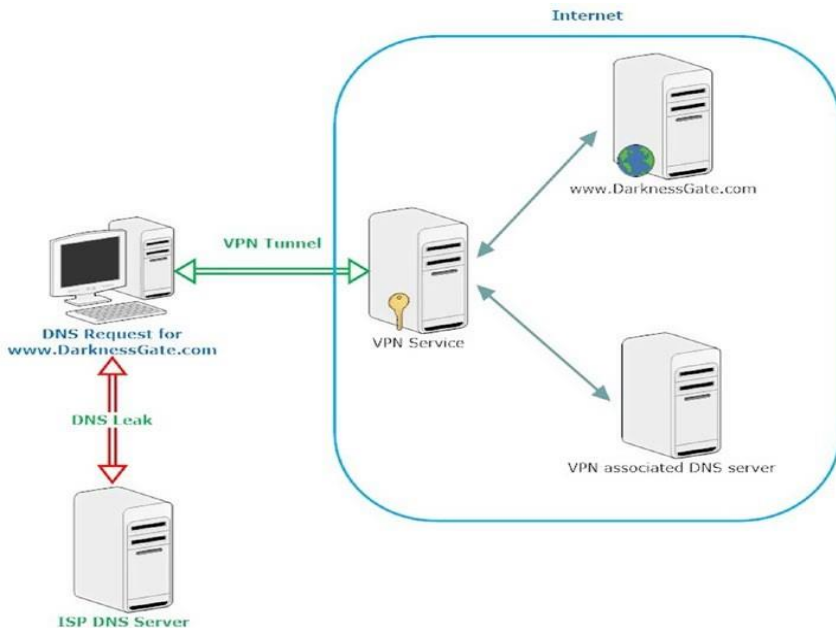 Internet
www.DarknessGate.com
VPN Tunnel
VPN Service
DNS Request for
www.DarknessGate.com
DNS Leak
VPN associated DNS server
ISP DNS Server